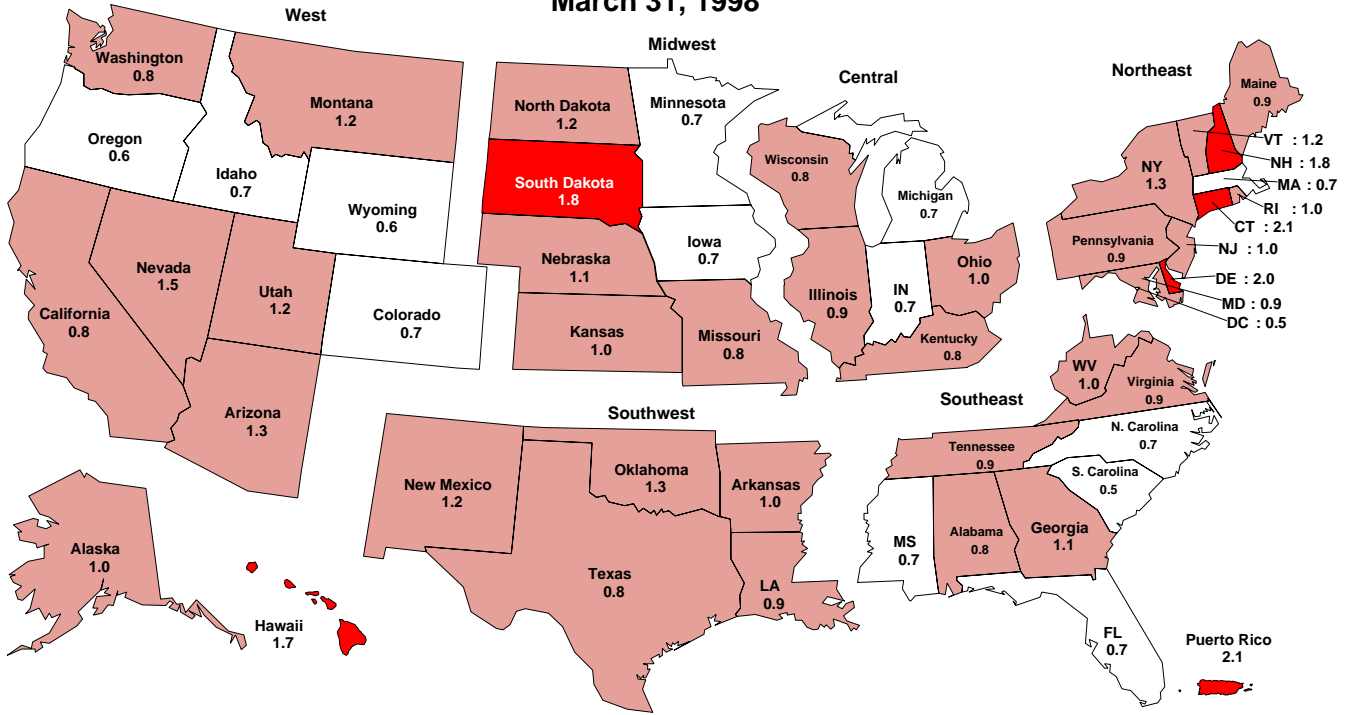 March 31, 1998
West
Washington
0.8
Montana
1.2
Oregon
0.6
Idaho
0.7
Wyoming
0.6
Nevada
1.5
Utah
1.2
Colorado
0.7
California
0.8
Arizona
1.3
Alaska
1.0
Hawaii
1.7
Midwest
North Dakota
1.2
Minnesota
0.7
South Dakota
1.8
Iowa
0.7
Nebraska
1.1
Kansas
1.0
Missouri
0.8
Central
Wisconsin
0.8
Michigan
0.7
Illinois
0.9
IN
0.7
Ohio
1.0
Kentucky
0.8
Northeast
Maine
0.9
VT : 1.2
NH : 1.8
MA : 0.7
RI : 1.0
CT : 2.1
NJ : 1.0
DE : 2.0
MD : 0.9
DC : 0.5
NY
1.3
Pennsylvania
0.9
Southwest
New Mexico
1.2
Oklahoma
1.3
Arkansas
1.0
Texas
0.8
LA
0.9
Southeast
WV
1.0
Virginia
0.9
Tennessee
0.9
N. Carolina
0.7
S. Carolina
0.5
MS
0.7
Alabama
0.8
Georgia
1.1
FL
0.7
Puerto Rico
2.1